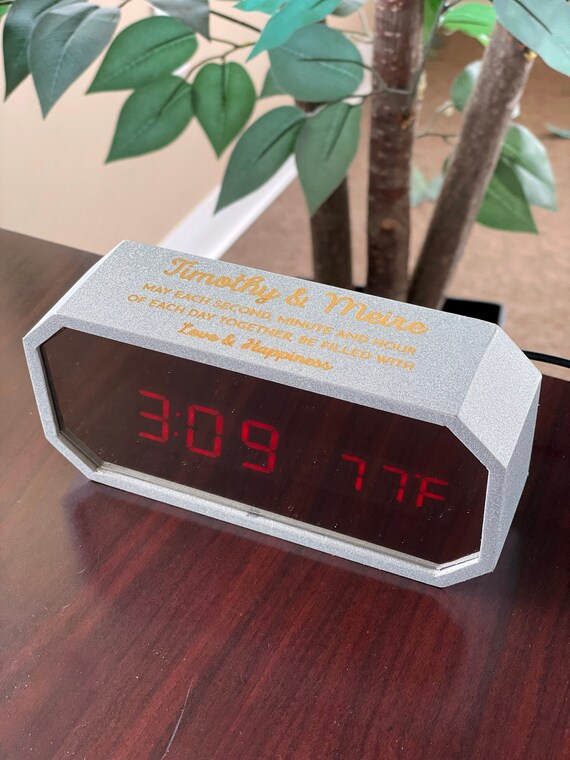 Timothy & Meire
MAY EACH SECOND, MINUTE AND HOUR
OF EACH DAY TOGETHER, BE FILLED WITH
Love & Happiness
3:09 77°F